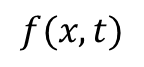 f(x, t)